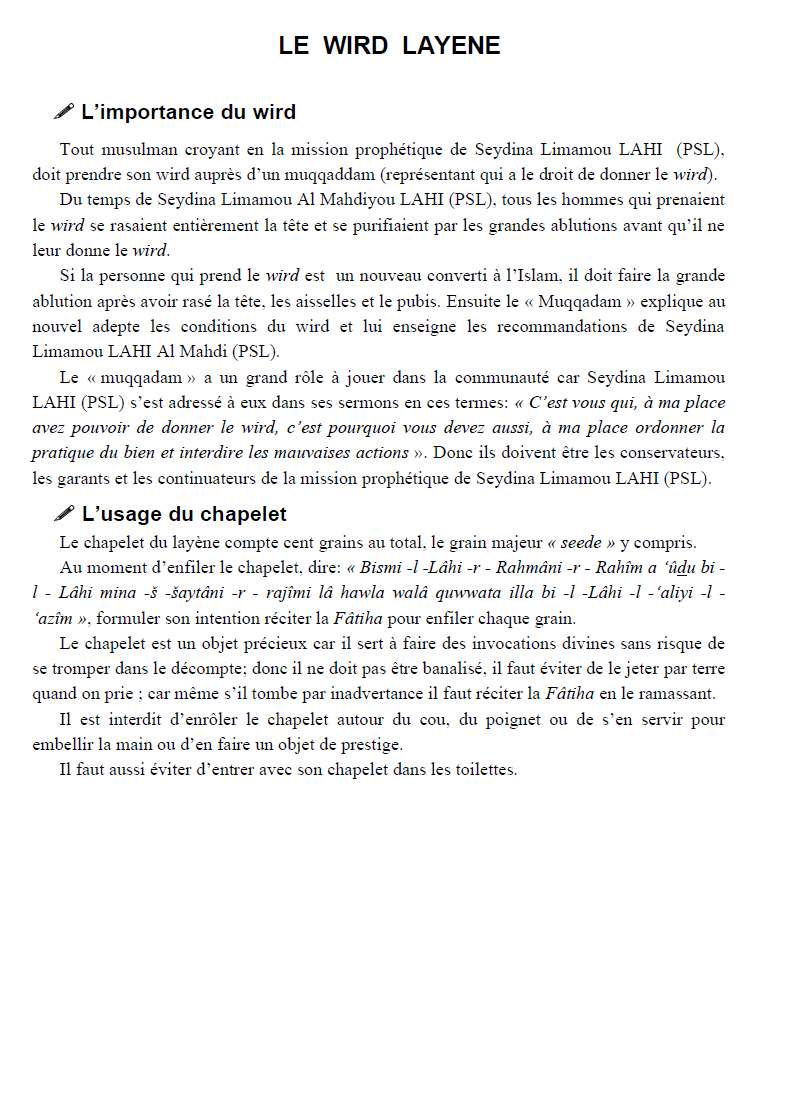 LE WIRD LAYENE
L’importance du wird
Tout musulman croyant en la mission prophétique de Seydina Limamou LAHI (PSL),
doit prendre son wird auprès d’un muqqaddam (représentant qui a le droit de donner le wird).
Du temps de Seydina Limamou Al Mahdiyou LAHI (PSL), tous les hommes qui prenaient
le wird se rasaient entièrement la tête et se purifiaient par les grandes ablutions avant qu’il ne
leur donne le wird.
Si la personne qui prend le wird est un nouveau converti à l’Islam, il doit faire la grande
ablution après avoir rasé la tête, les aisselles et le pubis. Ensuite le « Muqqadam » explique au
nouvel adepte les conditions du wird et lui enseigne les recommandations de Seydina
Limamou LAHI Al Mahdi (PSL).
Le « muqqadam » a un grand rôle à jouer dans la communauté car Seydina Limamou
LAHI (PSL) s’est adressé à eux dans ses sermons en ces termes: « C’est vous qui, à ma place
avez pouvoir de donner le wird, c’est pourquoi vous devez aussi, à ma place ordonner la
pratique du bien et interdire les mauvaises actions ». Donc ils doivent être les conservateurs,
les garants et les continuateurs de la mission prophétique de Seydina Limamou LAHI (PSL).
L’usage du chapelet
Le chapelet du layène compte cent grains au total, le grain majeur « seede » y compris.
Au moment d’enfiler le chapelet, dire: « Bismi -l -Lâhi -r - Rahmâni -r - Rahîm a ‘ûdu bi -
l - Lâhi mina -š -šaytâni -r - rajîmi lâ hawla walâ quwwata illa bi -l -Lâhi -l -‘aliyi -l -
‘azîm », formuler son intention réciter la Fâtiha pour enfiler chaque grain.
Le chapelet est un objet précieux car il sert à faire des invocations divines sans risque de
se tromper dans le décompte; donc il ne doit pas être banalisé, il faut éviter de le jeter par terre
quand on prie ; car même s’il tombe par inadvertance il faut réciter la Fâtiha en le ramassant.
Il est interdit d’enrôler le chapelet autour du cou, du poignet ou de s’en servir pour
embellir la main ou d’en faire un objet de prestige.
Il faut aussi éviter d’entrer avec son chapelet dans les toilettes.